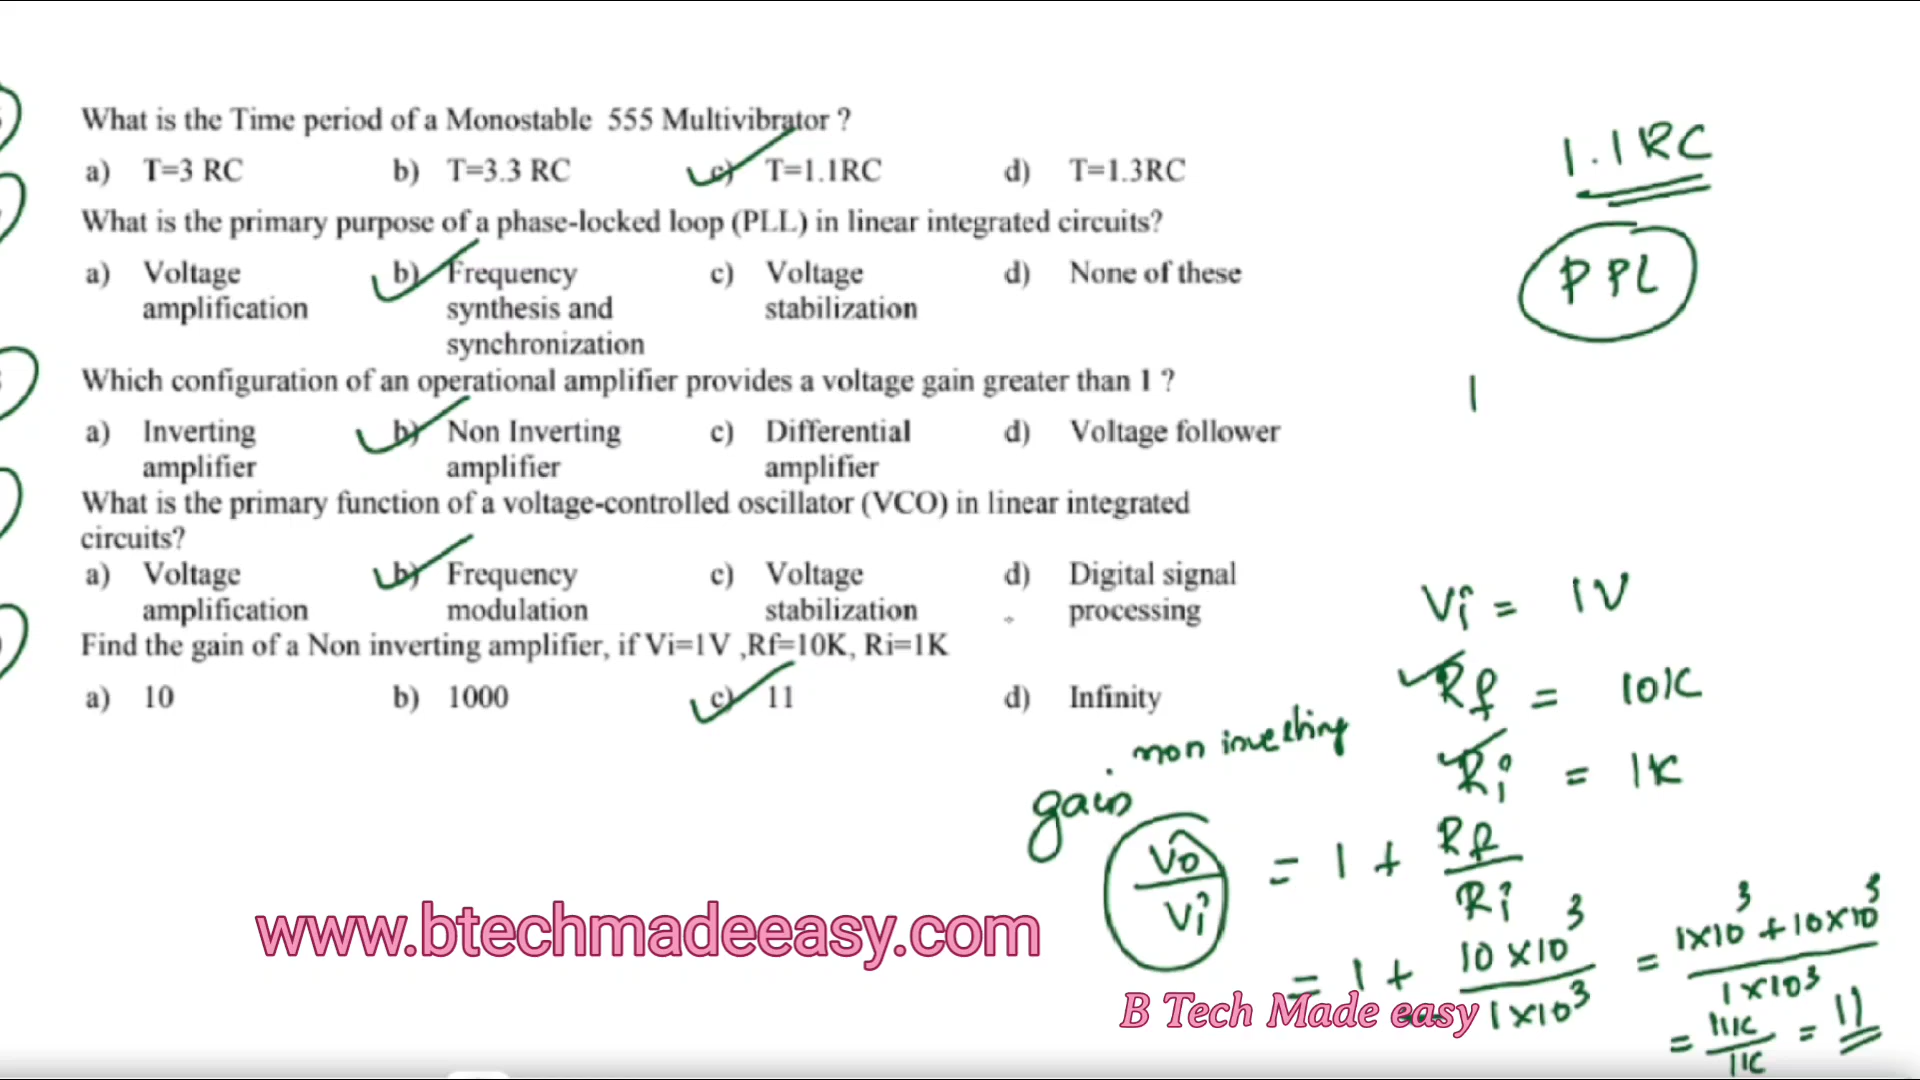 What is the Time period of a Monostable 555 Multivibrator ?
a) T=3 RC b) T=3.3 RC c) T=1.1RC d) T=1.3RC
1.1RC
What is the primary purpose of a phase-locked loop (PLL) in linear integrated circuits?
a) Voltage amplification b) Frequency synthesis and synchronization c) Voltage stabilization d) None of these
PPL
Which configuration of an operational amplifier provides a voltage gain greater than 1 ?
1
a) Inverting amplifier b) Non Inverting amplifier c) Differential amplifier d) Voltage follower
What is the primary function of a voltage-controlled oscillator (VCO) in linear integrated
circuits?
a) Voltage amplification b) Frequency modulation c) Voltage stabilization d) Digital signal processing
Find the gain of a Non inverting amplifier, if Vi=1V ,Rf=10K, Ri=1K
a) 10 b) 1000 c) 11 d) Infinity
Vi = 1V
Rf = 10K
Ri = 1K
non inverting
gain
Vo/Vi = 1 + Rf/Ri
= 1 + 10×10³/1×10³ = 1×10³+10×10³/1×10³
= 11K/1K = 11
www.btechmadeeasy.com
B Tech Made easy